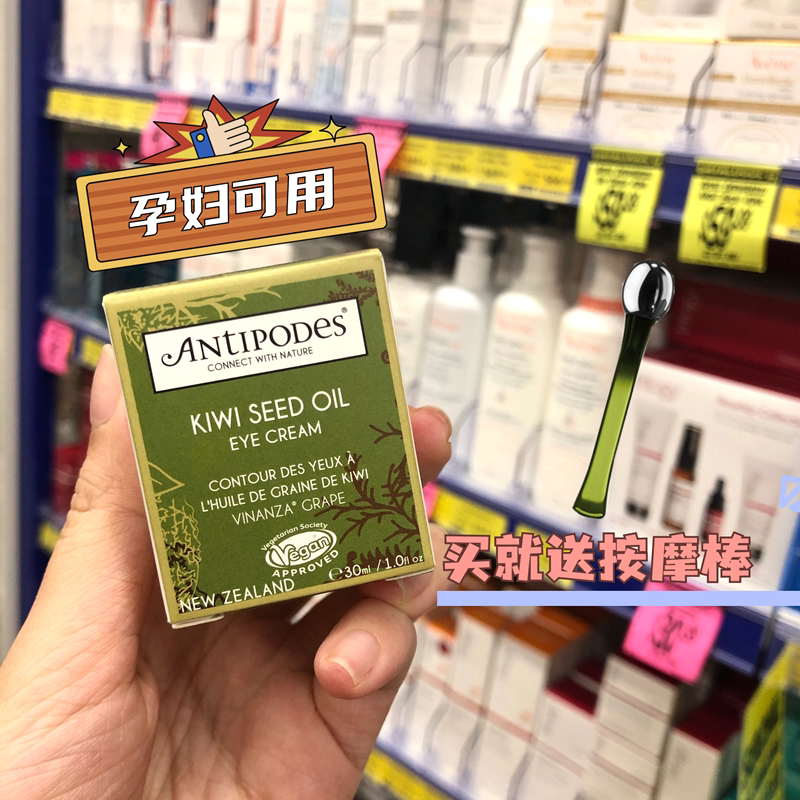 孕妇可用
ANTIPODES®
CONNECT WITH NATURE
KIWI SEED OIL
EYE CREAM
CONTOUR DES YEUX À
L'HUILE DE GRAINE DE KIWI
VINANZA® GRAPE
Vegetarian Society
Vegan
APPROVED
NEW ZEALAND
℮30ml / 1.0fl oz
买就送按摩棒